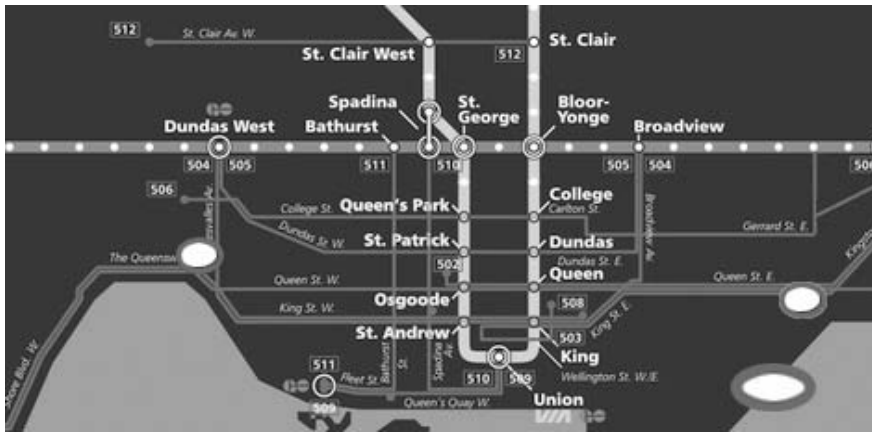 512
St. Clair Av. W.
St. Clair West
512
St. Clair
Spadina
St.
George
Bloor-
Yonge
Dundas West
Bathurst
Broadview
504
505
511
510
505
504
506
College St.
Queen's Park
College
Carlton St.
Gerrard St. E.
Dundas St. W.
St. Patrick
Dundas
Dundas St. E.
Broadview Av.
502
The Queensw
Queen St. W.
Osgoode
Queen
Queen St. E.
King St. W.
508
King St. E.
St. Andrew
503
King
Bathurst
St.
Spadina
Av.
511
Fleet St.
510
509
Wellington St. W./E.
Union
509
Queen's Quay W.
VIA
Shore Blvd. W.